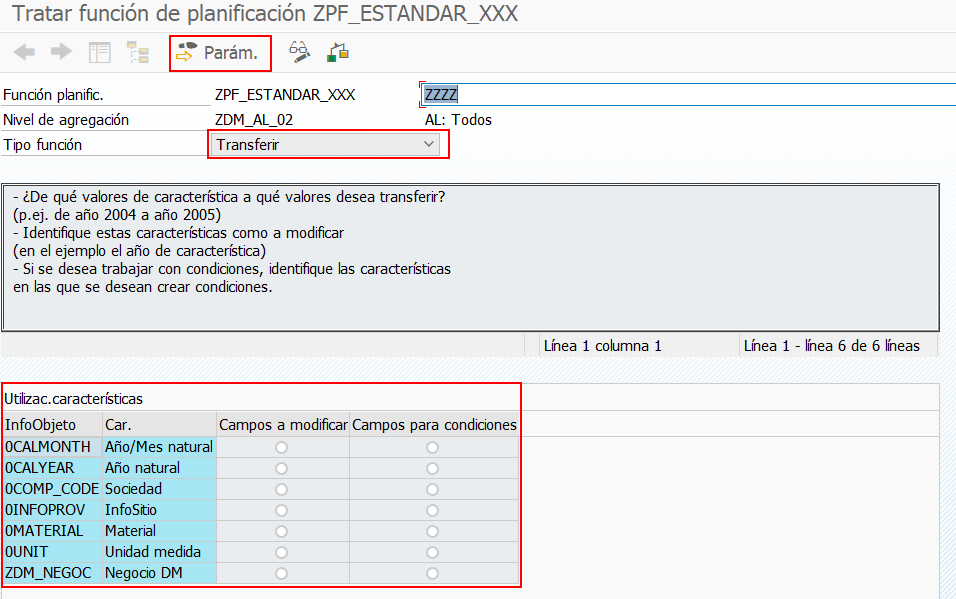 Tratar función de planificación ZPF_ESTANDAR_XXX
Parám.
Función planific. ZPF_ESTANDAR_XXX ZZZZ
Nivel de agregación ZDM_AL_02 AL: Todos
Tipo función Transferir
- ¿De qué valores de característica a qué valores desea transferir?
(p.ej. de año 2004 a año 2005)
- Identifique estas características como a modificar
(en el ejemplo el año de característica)
- Si se desea trabajar con condiciones, identifique las características
en las que se desean crear condiciones.
Línea 1 columna 1 Línea 1 - línea 6 de 6 líneas
Utilizac.características
InfoObjeto Car. Campos a modificar Campos para condiciones
0CALMONTH Año/Mes natural
0CALYEAR Año natural
0COMP_CODE Sociedad
0INFOPROV InfoSitio
0MATERIAL Material
0UNIT Unidad medida
ZDM_NEGOC Negocio DM